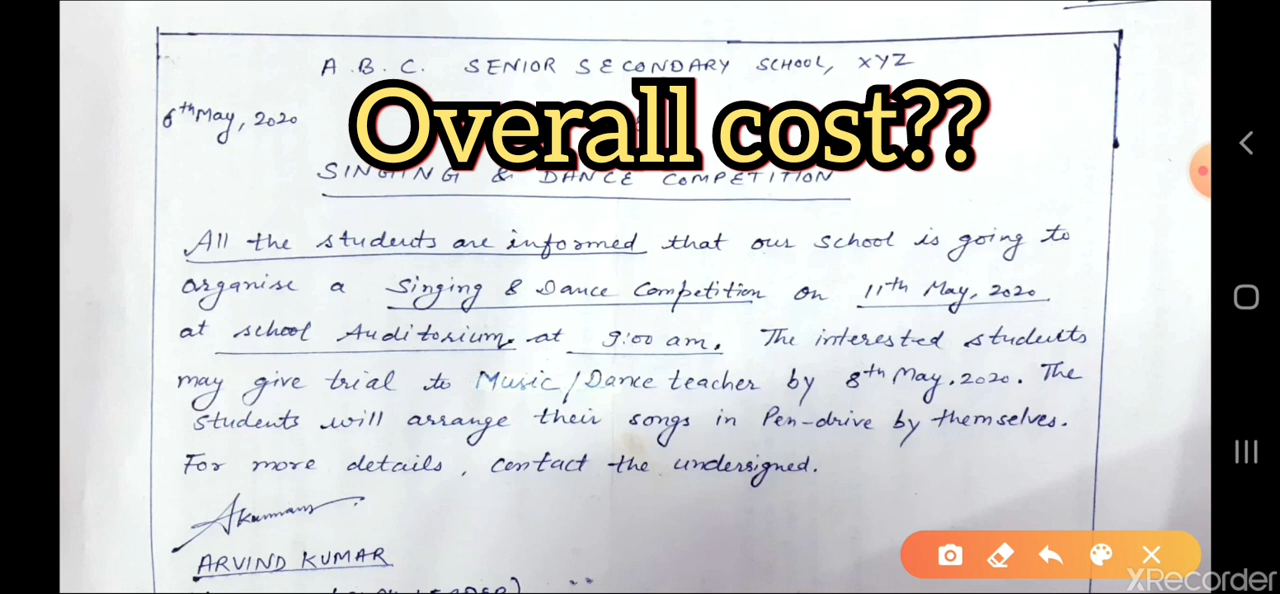 A.B.C. SENIOR SECONDARY SCHOOL, XYZ
6th May, 2020
Overall cost??
SINGING & DANCE COMPETITION
All the students are informed that our school is going to
organise a Singing & Dance Competition on 11th May, 2020
at school Auditorium. at 9:00 am. The interested students
may give trial to Music/Dance teacher by 8th May. 2020. The
students will arrange their songs in Pen-drive by themselves.
For more details, contact the undersigned.
ARVIND KUMAR
XRecorder